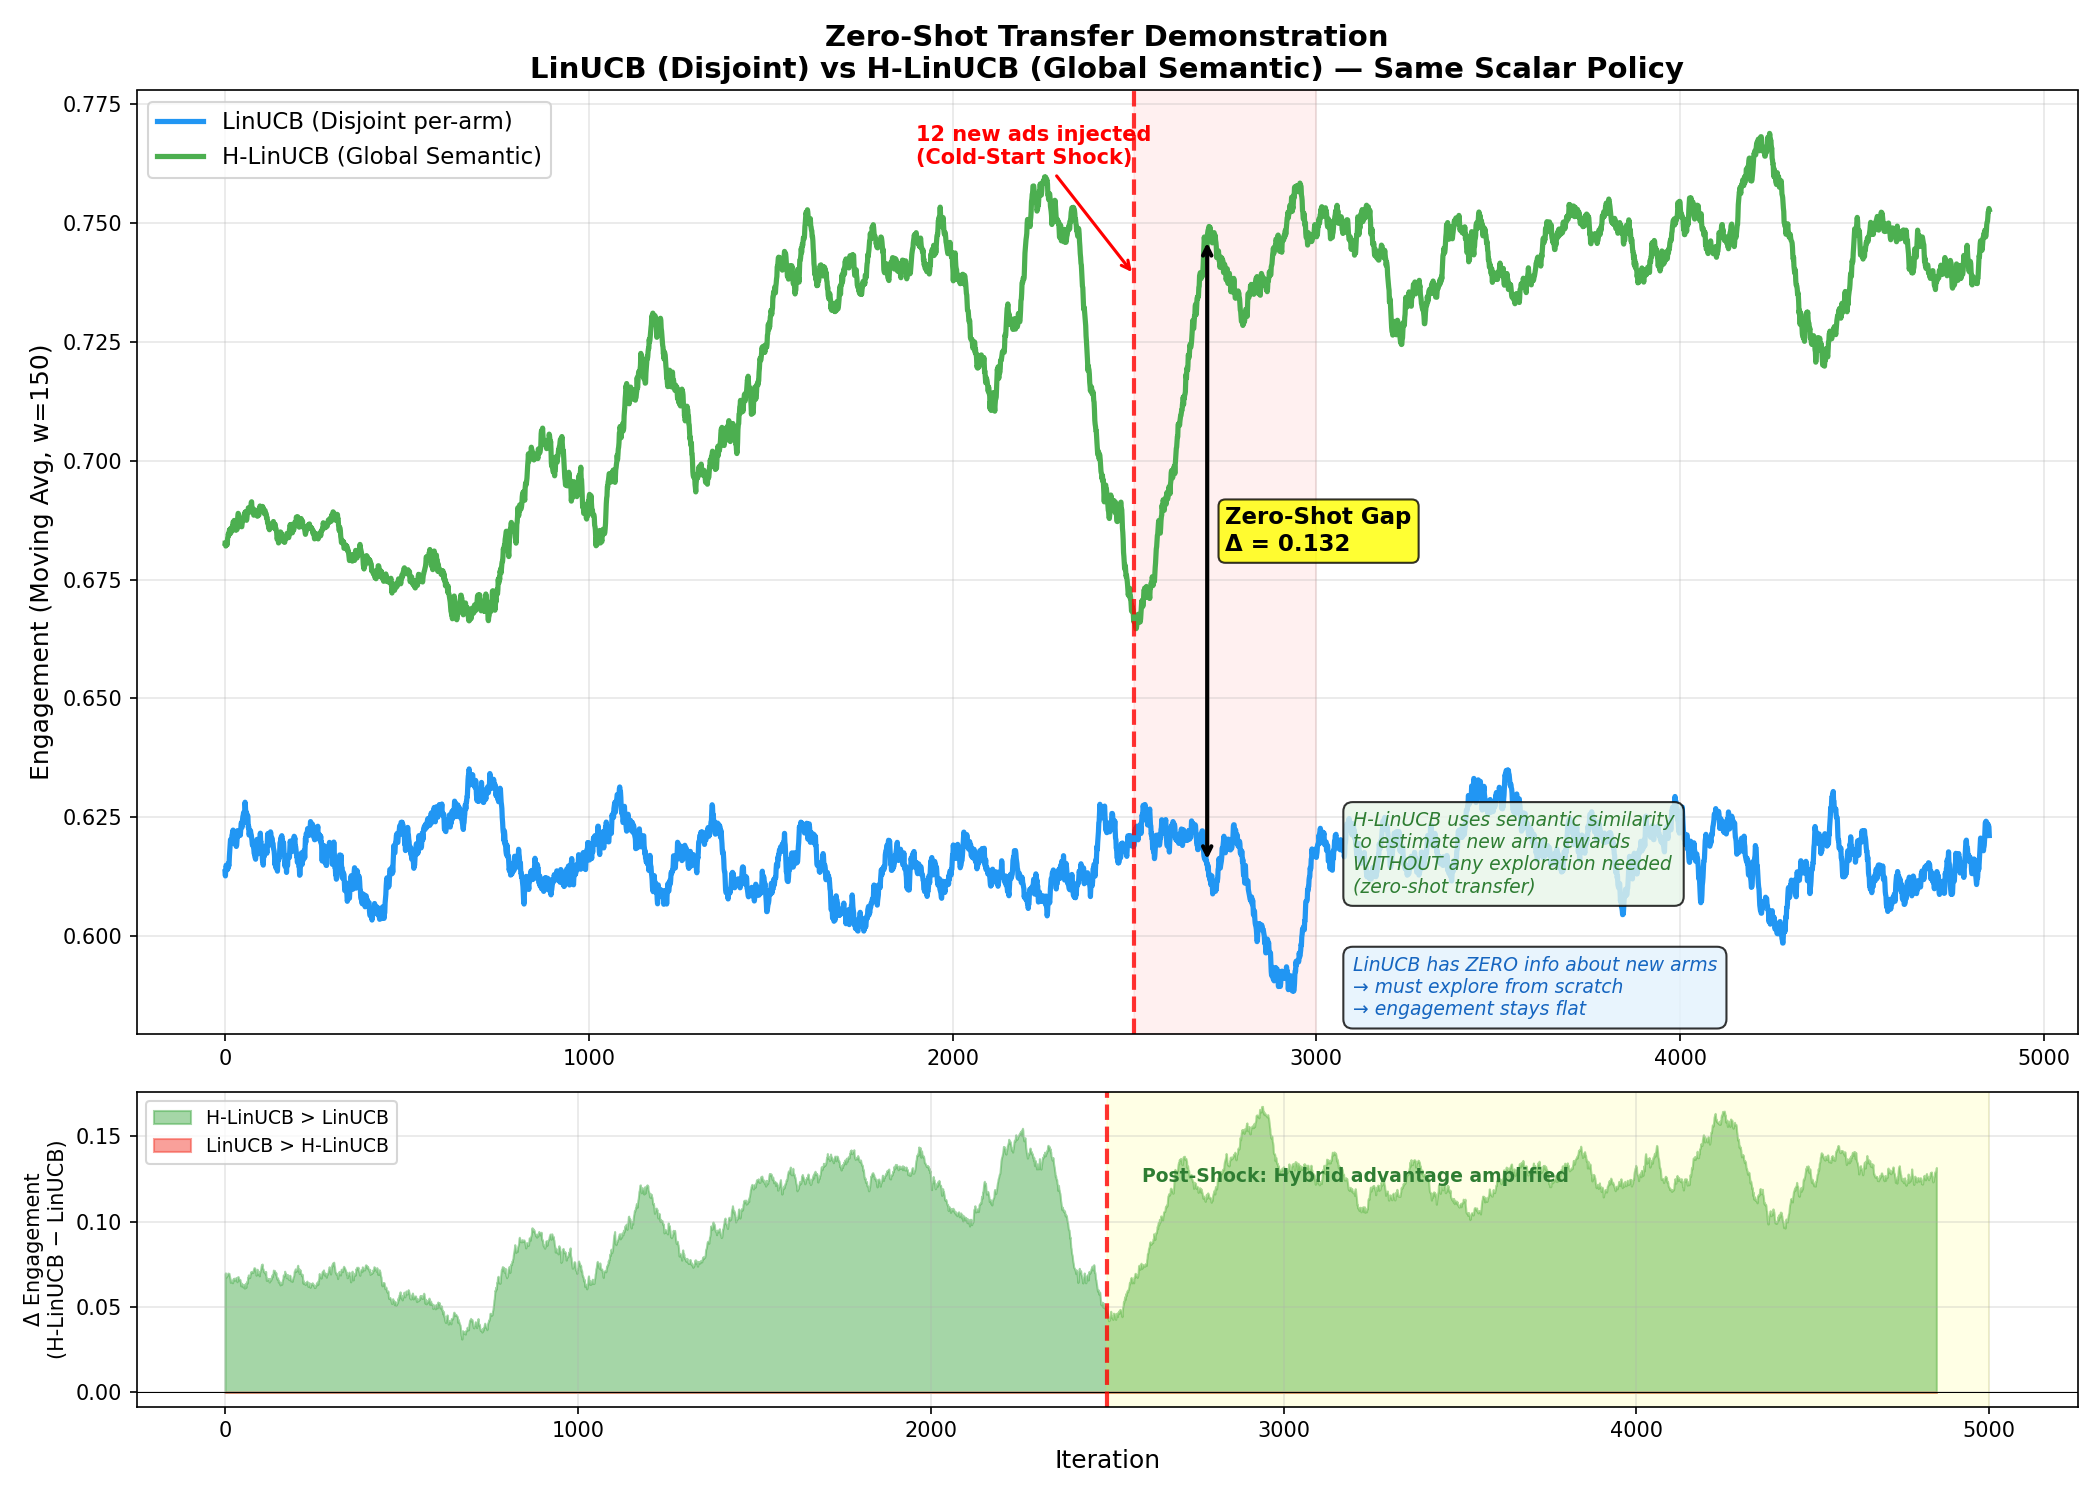 Zero-Shot Transfer Demonstration
LinUCB (Disjoint) vs H-LinUCB (Global Semantic) — Same Scalar Policy
LinUCB (Disjoint per-arm)
H-LinUCB (Global Semantic)
12 new ads injected
(Cold-Start Shock)
Zero-Shot Gap
Δ = 0.132
H-LinUCB uses semantic similarity
to estimate new arm rewards
WITHOUT any exploration needed
(zero-shot transfer)
LinUCB has ZERO info about new arms
→ must explore from scratch
→ engagement stays flat
Engagement (Moving Avg, w=150)
0.775
0.750
0.725
0.700
0.675
0.650
0.625
0.600
0 1000 2000 3000 4000 5000
H-LinUCB > LinUCB
LinUCB > H-LinUCB
Post-Shock: Hybrid advantage amplified
Δ Engagement
(H-LinUCB − LinUCB)
0.15
0.10
0.05
0.00
0 1000 2000 3000 4000 5000
Iteration